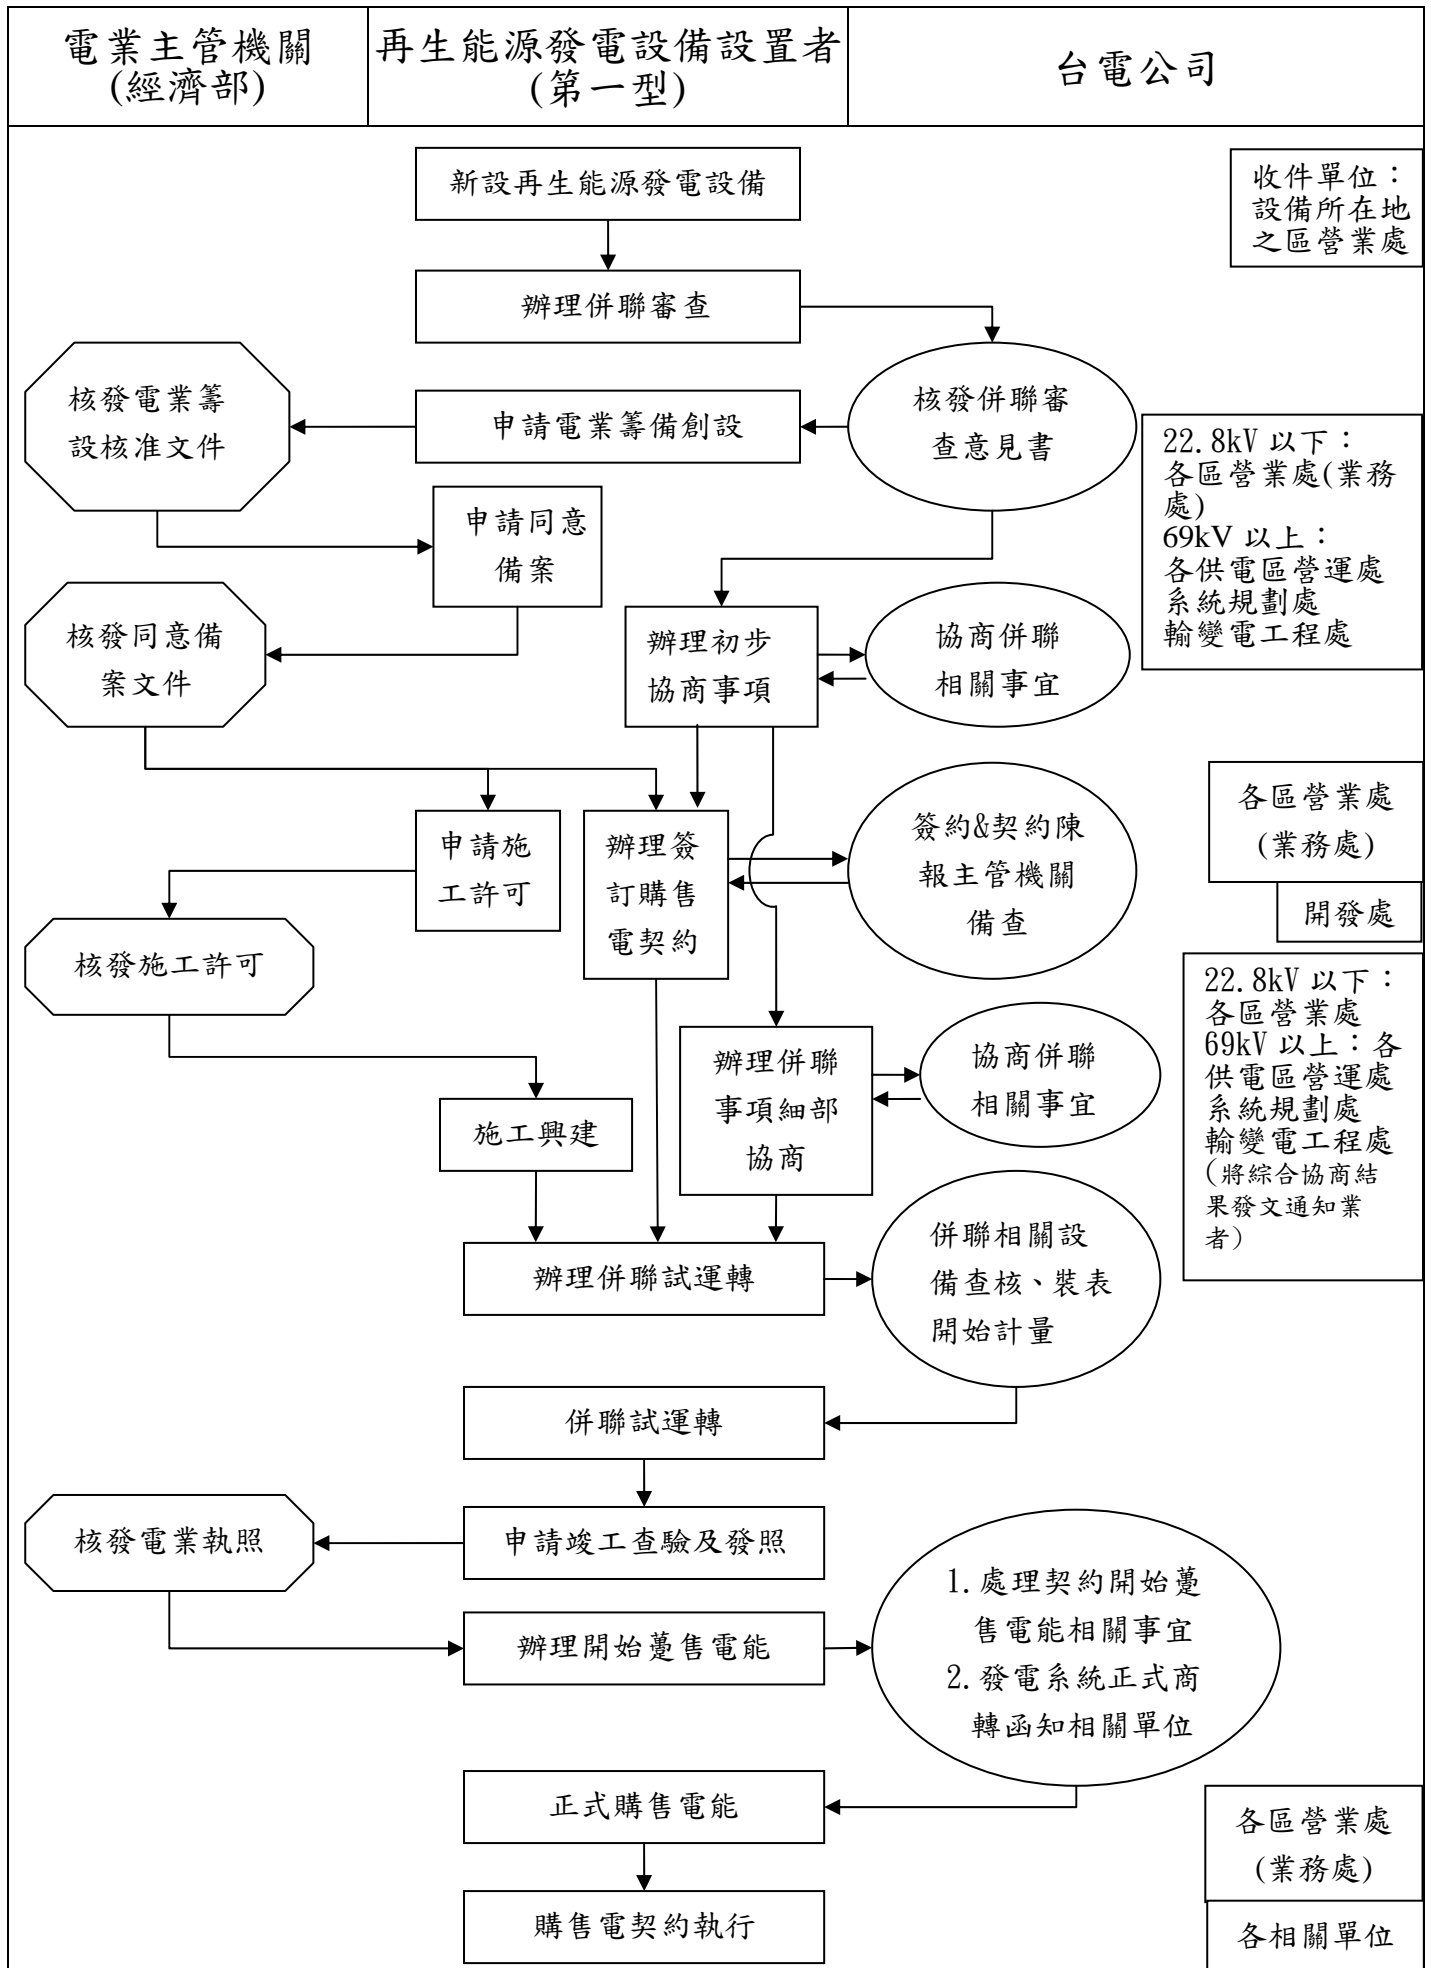 電業主管機關
(經濟部)
再生能源發電設備設置者
(第一型)
台電公司
新設再生能源發電設備
收件單位：
設備所在地
之區營業處
辦理併聯審查
核發電業籌
設核准文件
申請電業籌備創設
核發併聯審
查意見書
22.8kV 以下：
各區營業處(業務
處)
69kV 以上：
各供電區營運處
系統規劃處
輸變電工程處
申請同意
備案
核發同意備
案文件
辦理初步
協商事項
協商併聯
相關事宜
申請施
工許可
辦理簽
訂購售
電契約
簽約&契約陳
報主管機關
備查
各區營業處
(業務處)
開發處
核發施工許可
22.8kV 以下：
各區營業處
69kV 以上：各
供電區營運處
系統規劃處
輸變電工程處
(將綜合協商結
果發文通知業
者)
施工興建
辦理併聯
事項細部
協商
協商併聯
相關事宜
辦理併聯試運轉
併聯相關設
備查核、裝表
開始計量
併聯試運轉
核發電業執照
申請竣工查驗及發照
辦理開始躉售電能
1.處理契約開始躉
售電能相關事宜
2.發電系統正式商
轉函知相關單位
正式購售電能
各區營業處
(業務處)
購售電契約執行
各相關單位